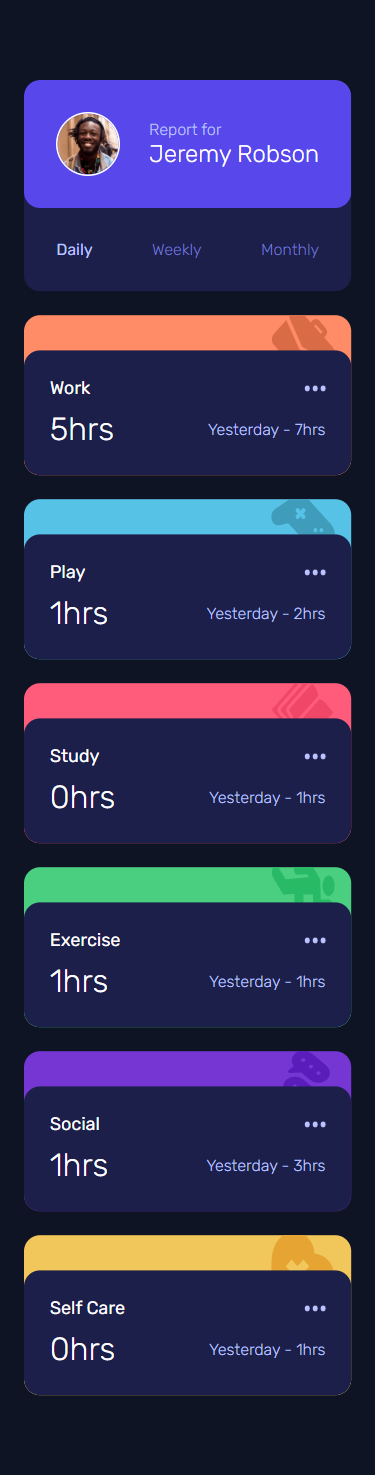 Report for
Jeremy Robson
Daily Weekly Monthly
Work
5hrs Yesterday - 7hrs
Play
1hrs Yesterday - 2hrs
Study
0hrs Yesterday - 1hrs
Exercise
1hrs Yesterday - 1hrs
Social
1hrs Yesterday - 3hrs
Self Care
0hrs Yesterday - 1hrs